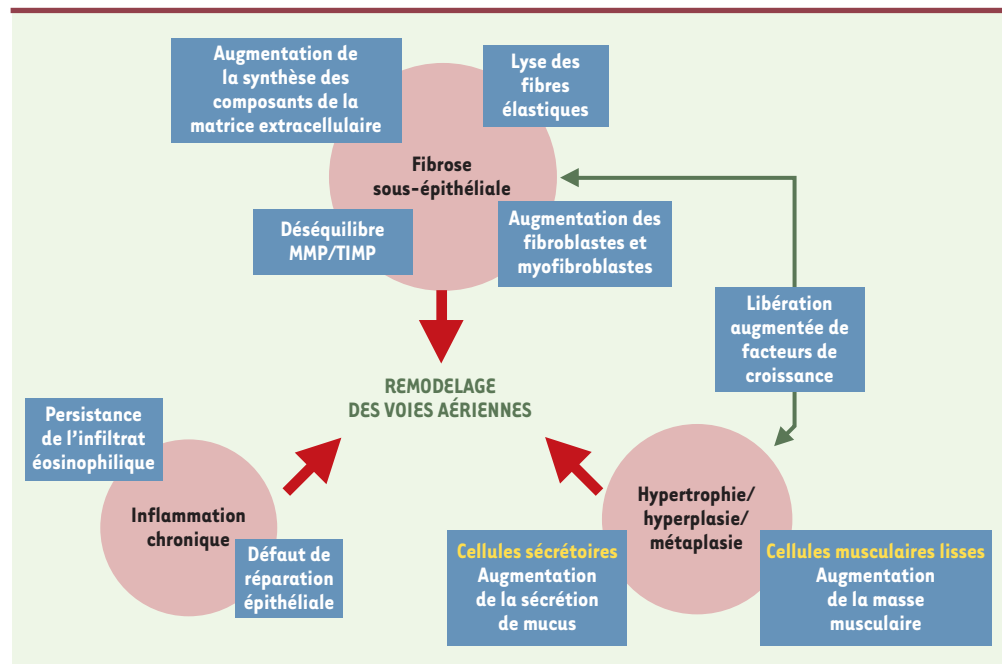 Augmentation de
la synthèse des
composants de la
matrice extracellulaire
Lyse des
fibres
élastiques
Fibrose
sous-épithéliale
Déséquilibre
MMP/TIMP
Augmentation des
fibroblastes et
myofibroblastes
Libération
augmentée de
facteurs de
croissance
REMODELAGE
DES VOIES AÉRIENNES
Persistance
de l'infiltrat
éosinophilique
Inflammation
chronique
Défaut de
réparation
épithéliale
Hypertrophie/
hyperplasie/
métaplasie
Cellules sécrétoires
Augmentation
de la sécrétion
de mucus
Cellules musculaires lisses
Augmentation
de la masse
musculaire